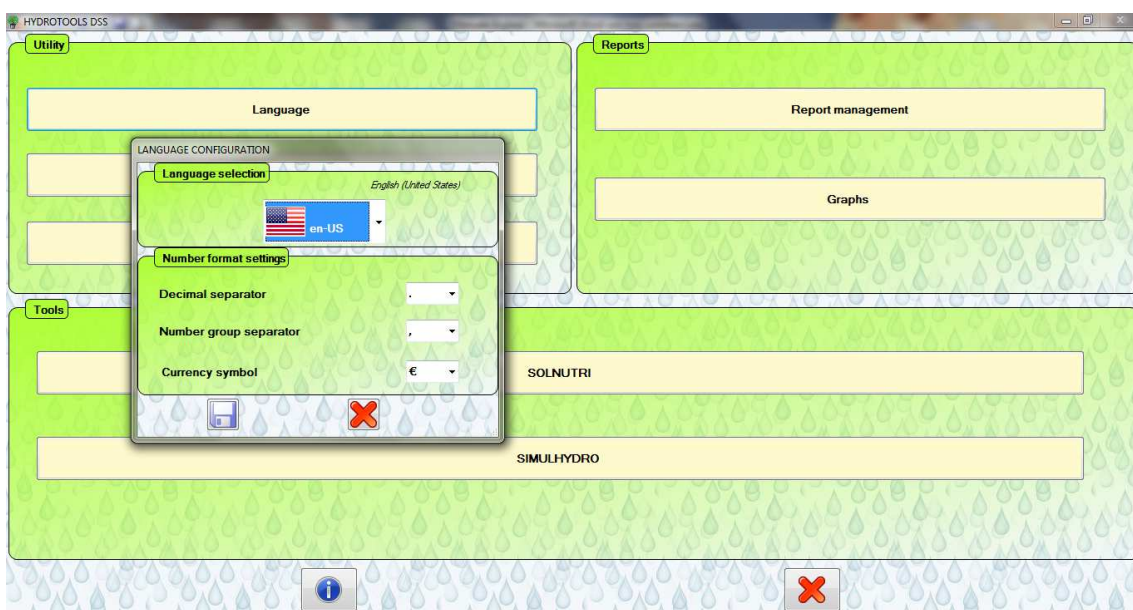 HYDROTOOLS DSS
Utility
Language
Reports
Report management
Graphs
LANGUAGE CONFIGURATION
Language selection
English (United States)
en-US
Number format settings
Decimal separator .
Number group separator ,
Currency symbol €
Tools
SOLNUTRI
SIMULHYDRO